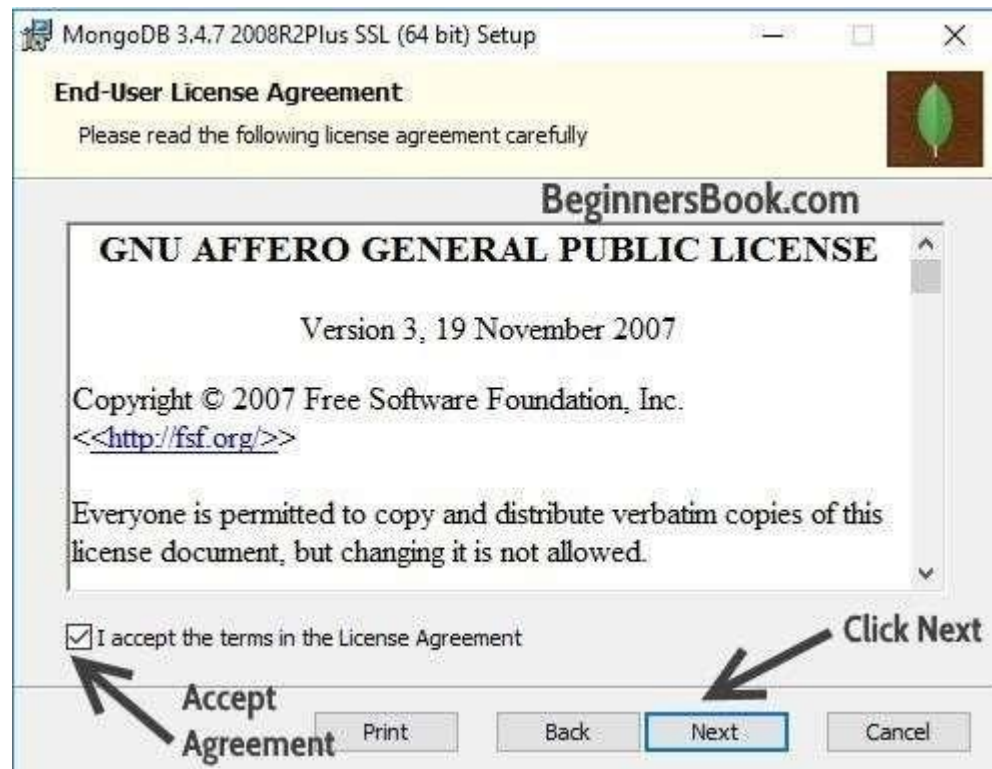 MongoDB 3.4.7 2008R2Plus SSL (64 bit) Setup
End-User License Agreement
Please read the following license agreement carefully
BeginnersBook.com
GNU AFFERO GENERAL PUBLIC LICENSE
Version 3, 19 November 2007
Copyright © 2007 Free Software Foundation, Inc.
<<http://fsf.org/>>
Everyone is permitted to copy and distribute verbatim copies of this
license document, but changing it is not allowed.
I accept the terms in the License Agreement
Click Next
Accept
Agreement
Print
Back
Next
Cancel